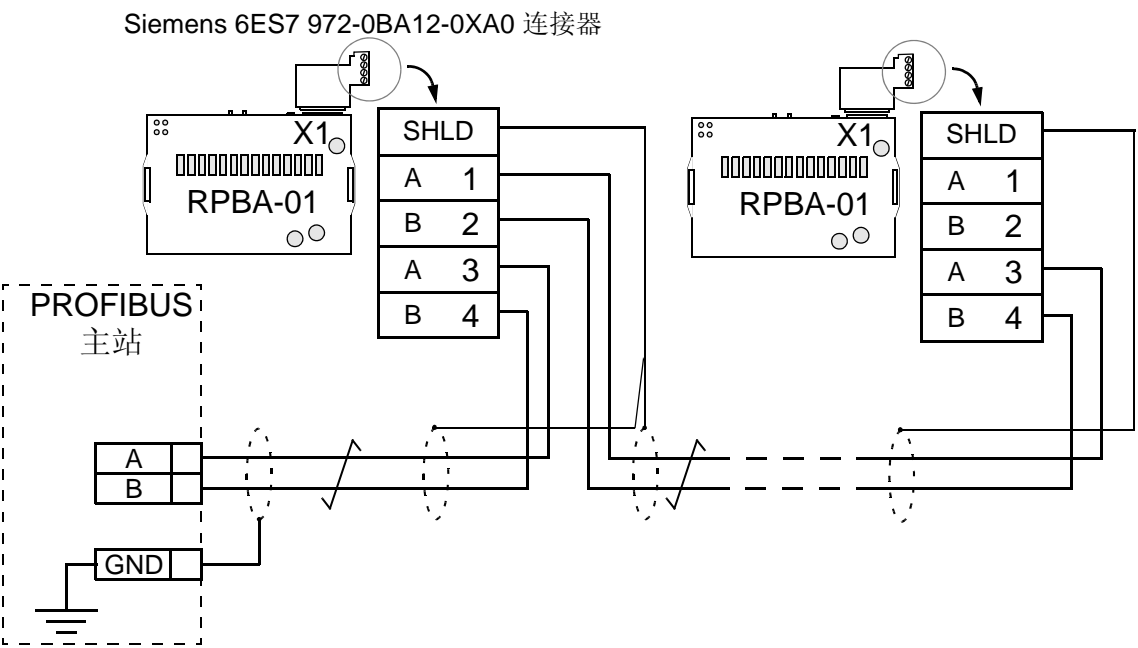 Siemens 6ES7 972-0BA12-0XA0 连接器
X1
RPBA-01
SHLD
A 1
B 2
A 3
B 4
X1
RPBA-01
SHLD
A 1
B 2
A 3
B 4
PROFIBUS
主站
A
B
GND